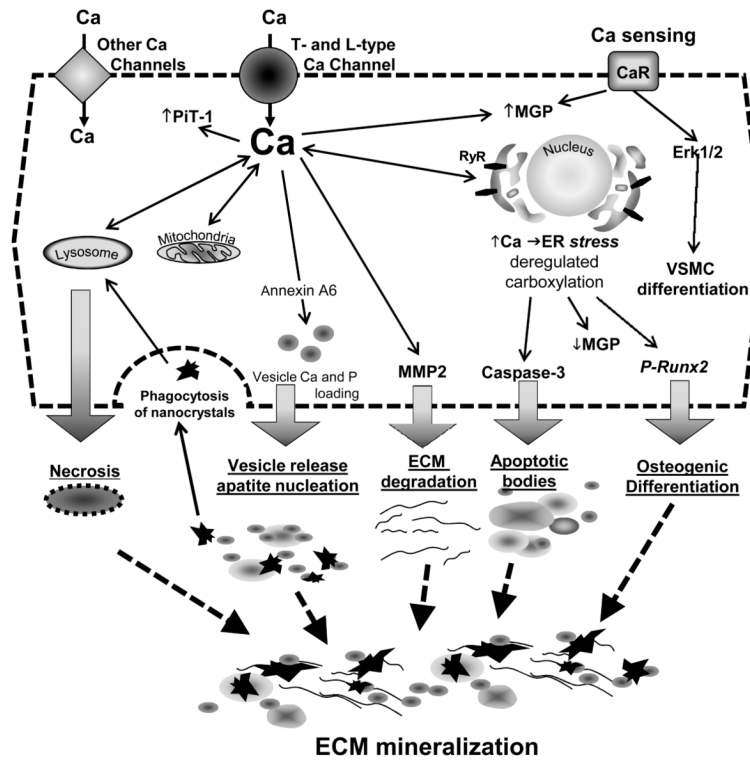 Ca
Ca
Other Ca
Channels
T- and L-type
Ca Channel
Ca sensing
CaR
Ca
↑PiT-1
Ca
↑MGP
RyR
Nucleus
Erk1/2
Lysosome
Mitochondria
↑Ca →ER stress
deregulated
carboxylation
VSMC
differentiation
Annexin A6
↓MGP
Vesicle Ca and P
loading
MMP2
Caspase-3
P-Runx2
Phagocytosis
of nanocrystals
Necrosis
Vesicle release
apatite nucleation
ECM
degradation
Apoptotic
bodies
Osteogenic
Differentiation
ECM mineralization